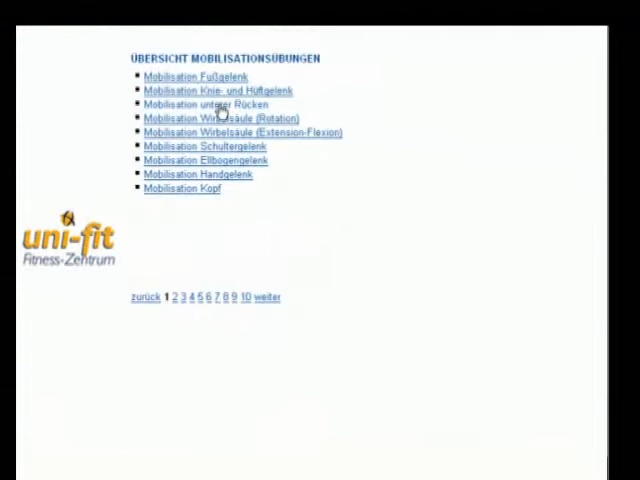 ÜBERSICHT MOBILISATIONSÜBUNGEN
Mobilisation Fußgelenk
Mobilisation Knie- und Hüftgelenk
Mobilisation unterer Rücken
Mobilisation Wirbelsäule (Rotation)
Mobilisation Wirbelsäule (Extension-Flexion)
Mobilisation Schultergelenk
Mobilisation Ellbogengelenk
Mobilisation Handgelenk
Mobilisation Kopf
uni-fit
Fitness-Zentrum
zurück 1 2 3 4 5 6 7 8 9 10 weiter